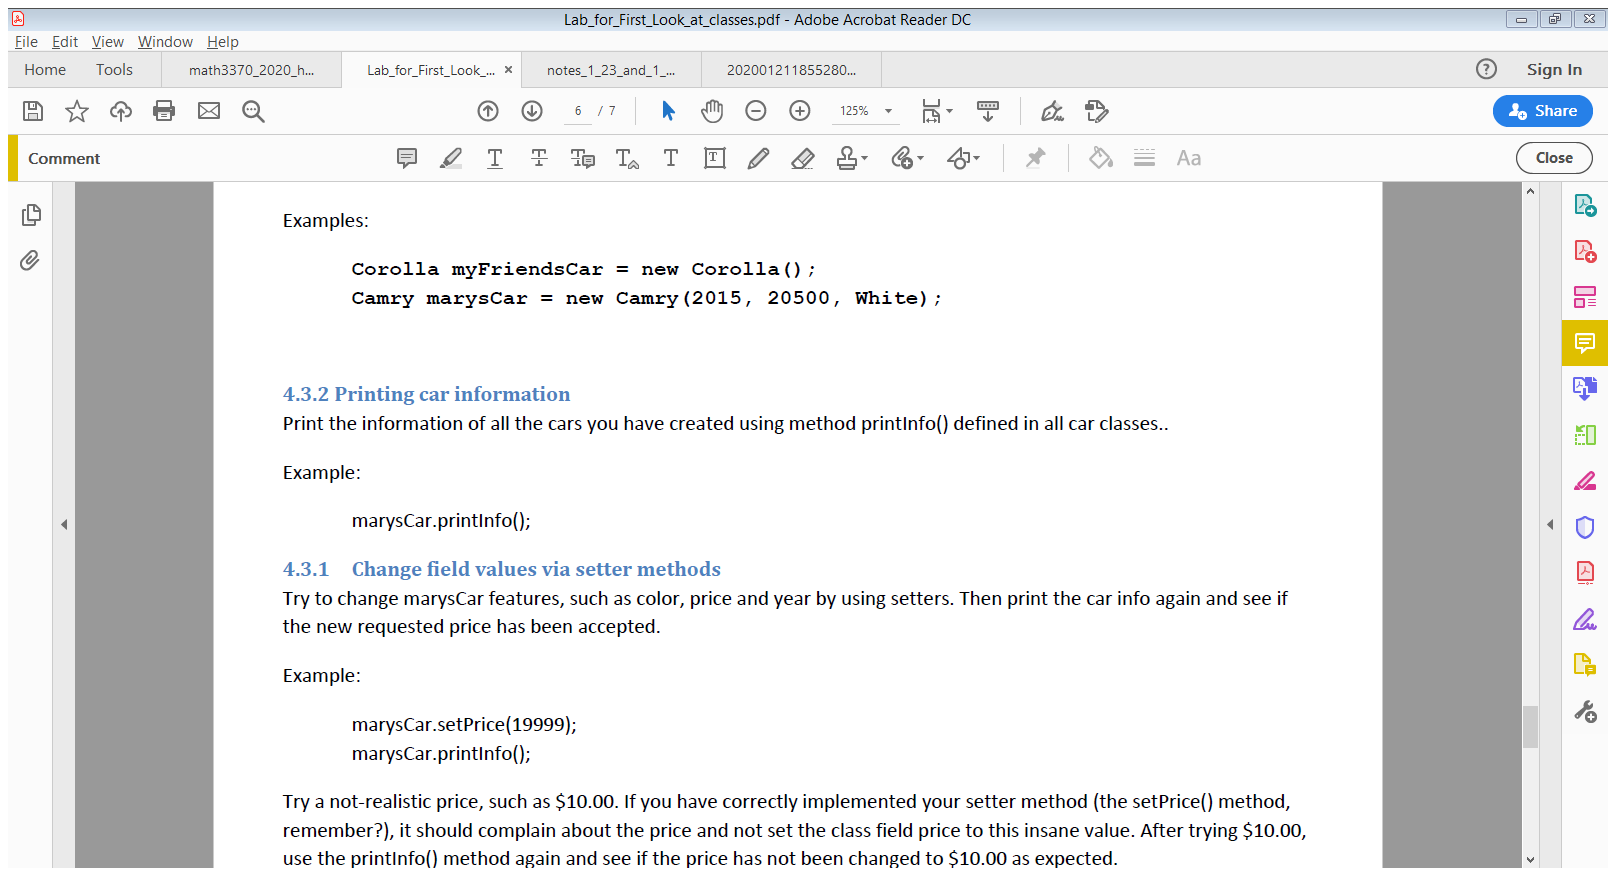 Lab_for_First_Look_at_classes.pdf - Adobe Acrobat Reader DC
File Edit View Window Help
Home Tools math3370_2020_h... Lab_for_First_Look_... × notes_1_23_and_1_... 202001211855280... ? Sign In
6 / 7 125% Share
Comment T T T T T T Aa Close
Examples:
Corolla myFriendsCar = new Corolla();
Camry marysCar = new Camry(2015, 20500, White);
4.3.2 Printing car information
Print the information of all the cars you have created using method printInfo() defined in all car classes..
Example:
marysCar.printInfo();
4.3.1 Change field values via setter methods
Try to change marysCar features, such as color, price and year by using setters. Then print the car info again and see if
the new requested price has been accepted.
Example:
marysCar.setPrice(19999);
marysCar.printInfo();
Try a not-realistic price, such as $10.00. If you have correctly implemented your setter method (the setPrice() method,
remember?), it should complain about the price and not set the class field price to this insane value. After trying $10.00,
use the printInfo() method again and see if the price has not been changed to $10.00 as expected.